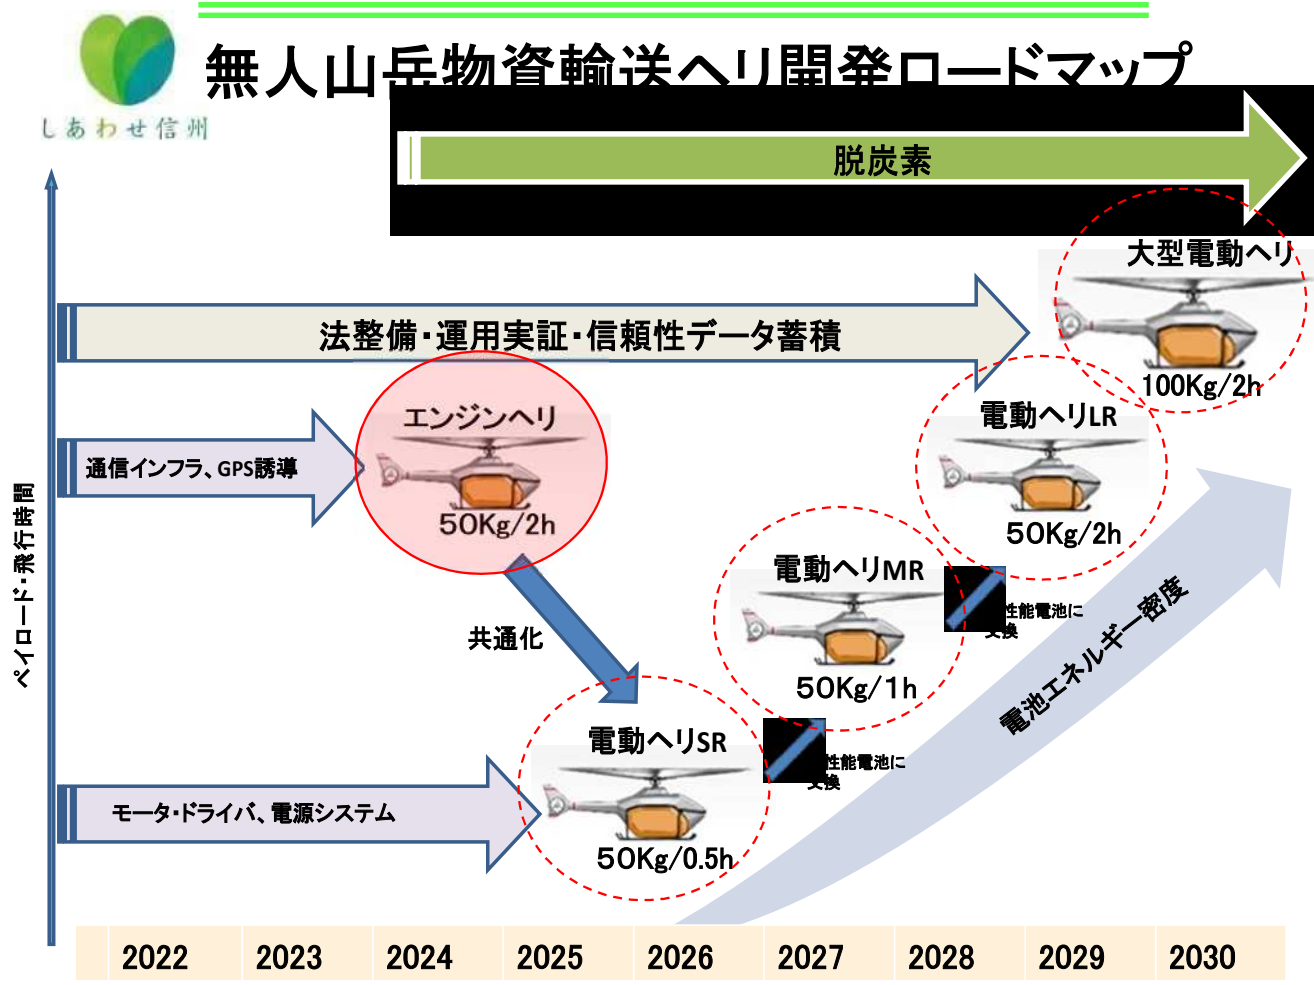 無人山岳物資輸送ヘリ開発ロードマップ
しあわせ信州
脱炭素
大型電動ヘリ
100Kg/2h
法整備・運用実証・信頼性データ蓄積
エンジンヘリ
50Kg/2h
通信インフラ、GPS誘導
電動ヘリLR
50Kg/2h
ペイロード・飛行時間
電動ヘリMR
50Kg/1h
性能電池に
交換
電池エネルギー密度
共通化
電動ヘリSR
50Kg/0.5h
性能電池に
交換
モータ・ドライバ、電源システム
2022 2023 2024 2025 2026 2027 2028 2029 2030